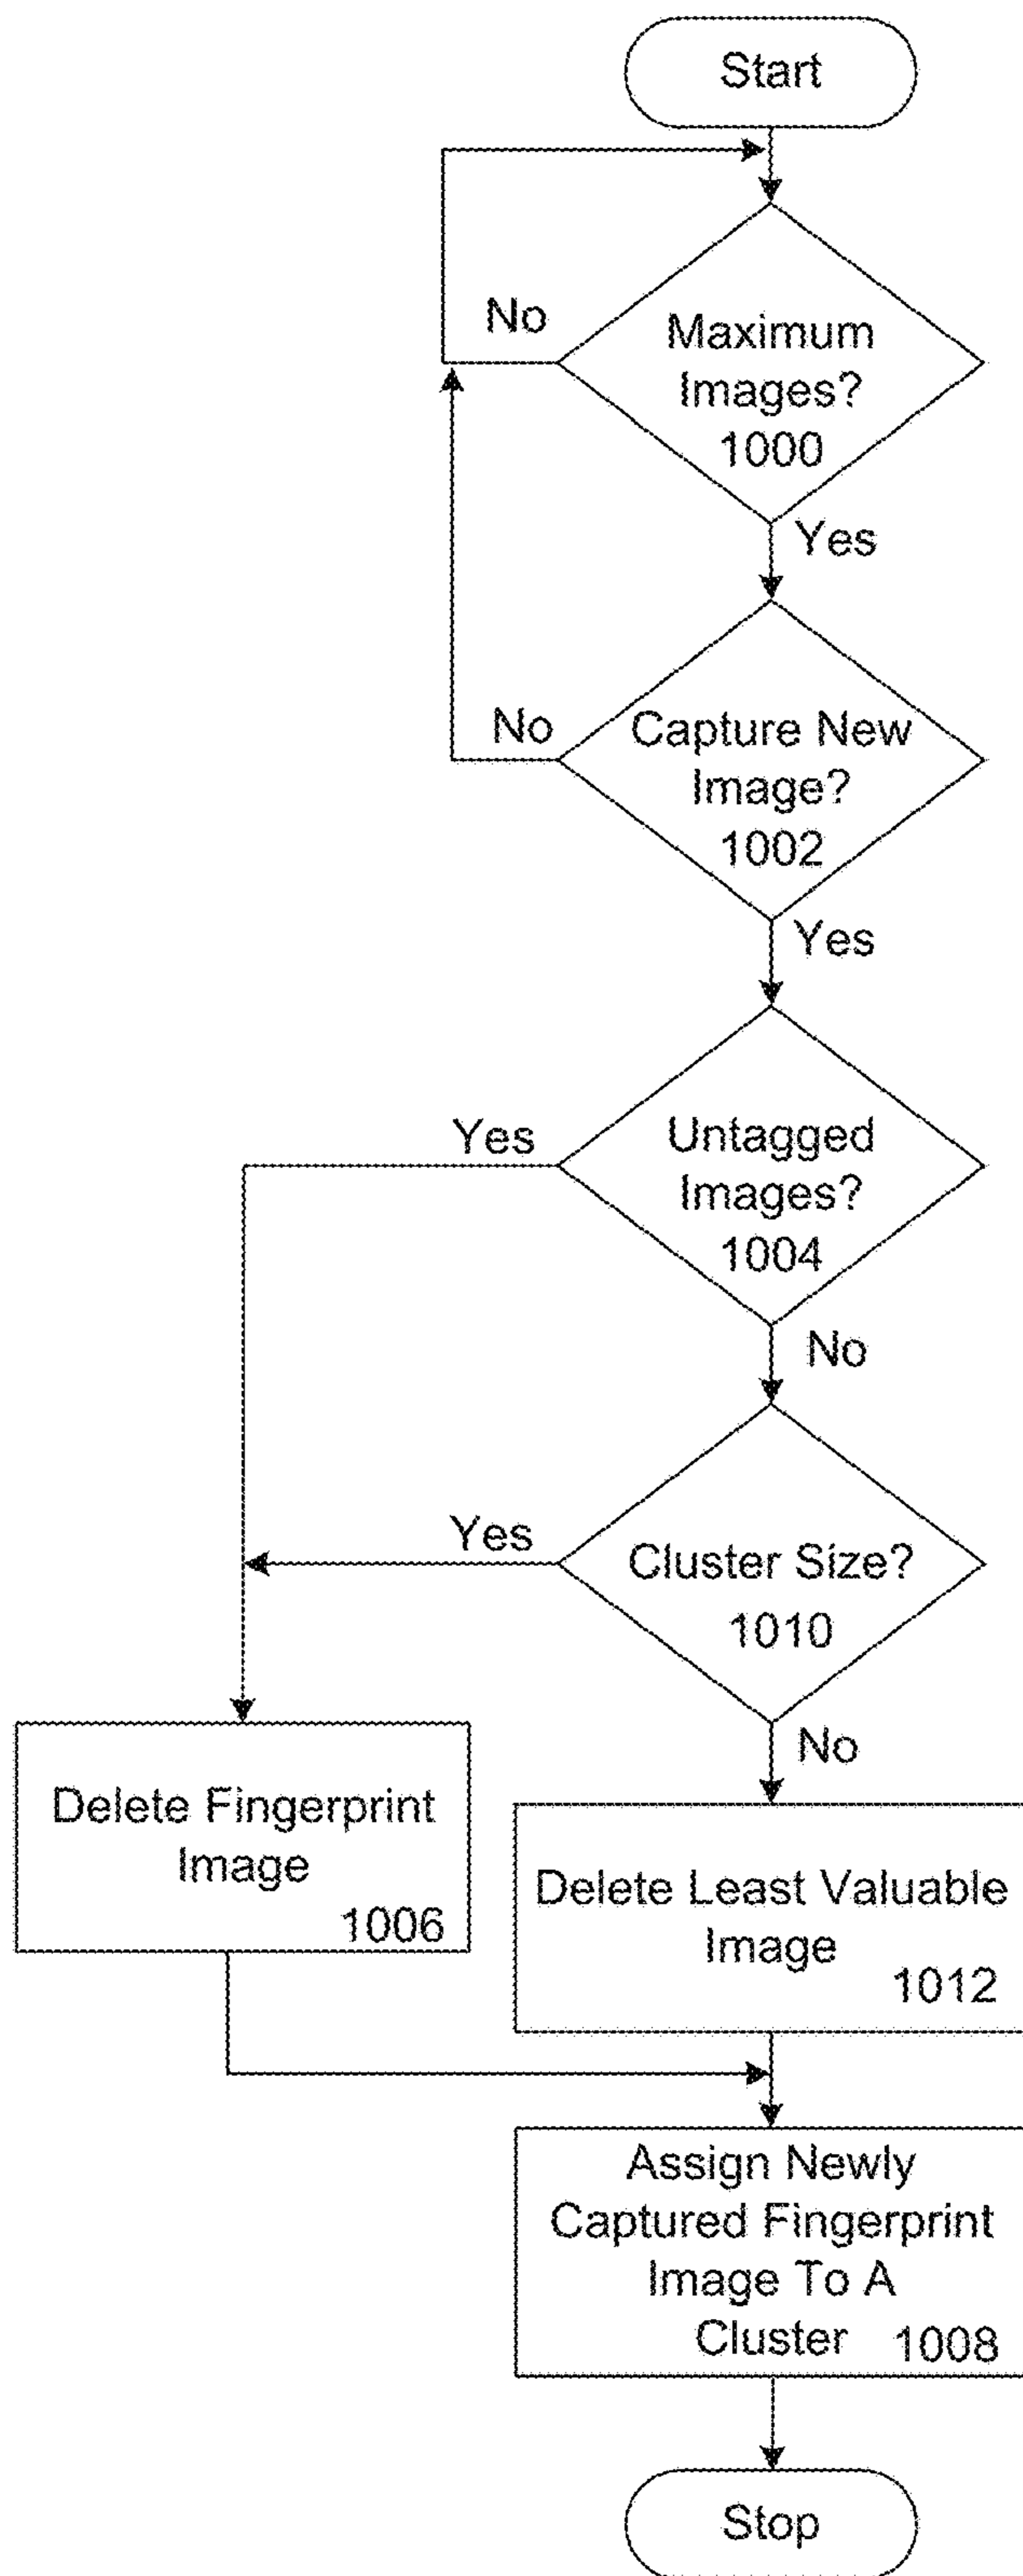 Start
No
Maximum
Images?
1000
Yes
No
Capture New
Image?
1002
Yes
Yes
Untagged
Images?
1004
No
Yes
Cluster Size?
1010
No
Delete Fingerprint
Image
1006
Delete Least Valuable
Image
1012
Assign Newly
Captured Fingerprint
Image To A
Cluster 1008
Stop